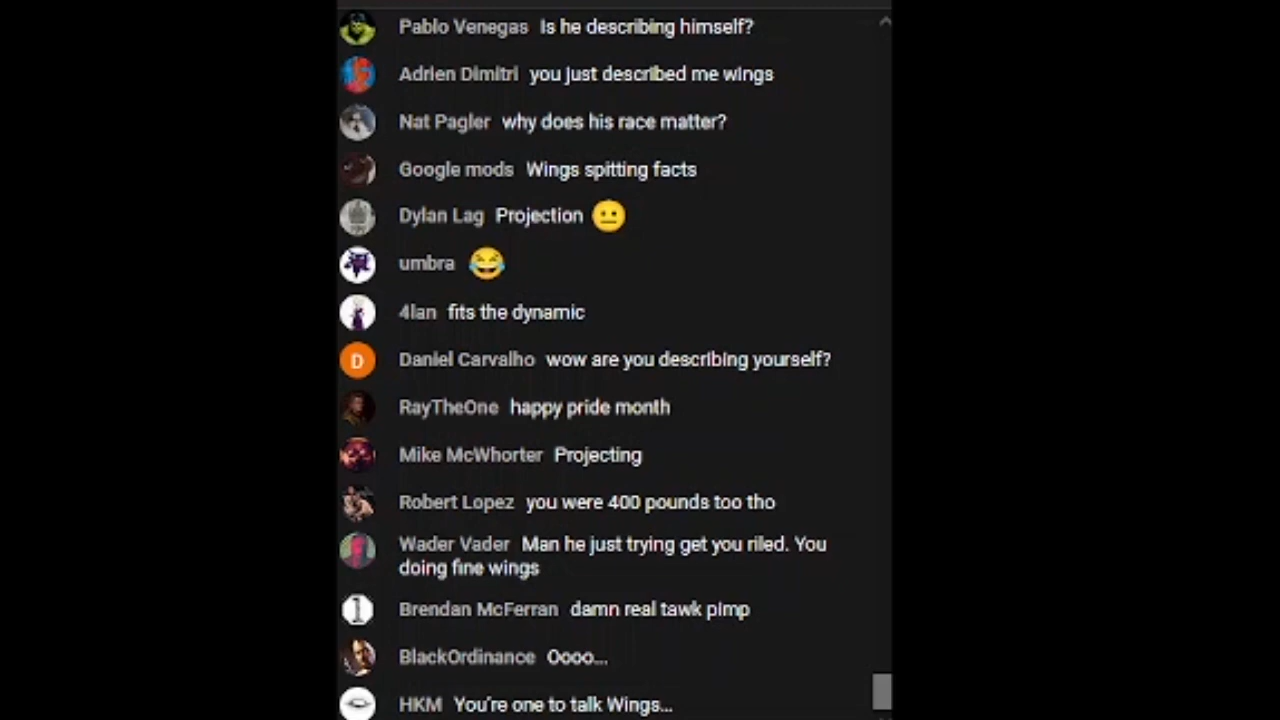 Pablo Venegas Is he describing himself?
Adrien Dimitri you just described me wings
Nat Pagler why does his race matter?
Google mods Wings spitting facts
Dylan Lag Projection 😐
umbra 😂
4lan fits the dynamic
D Daniel Carvalho wow are you describing yourself?
RayTheOne happy pride month
Mike McWhorter Projecting
Robert Lopez you were 400 pounds too tho
Wader Vader Man he just trying get you riled. You
doing fine wings
1 Brendan McFerran damn real tawk pimp
BlackOrdinance Oooo...
HKM You're one to talk Wings...